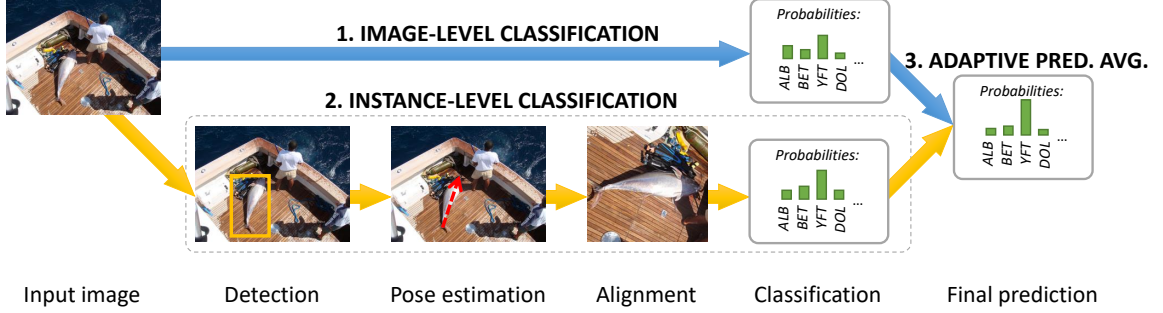 1. IMAGE-LEVEL CLASSIFICATION
Probabilities:
ALB
BET
YFT
DOL
...
3. ADAPTIVE PRED. AVG.
Probabilities:
ALB
BET
YFT
DOL
...
2. INSTANCE-LEVEL CLASSIFICATION
Probabilities:
ALB
BET
YFT
DOL
...
Input image
Detection
Pose estimation
Alignment
Classification
Final prediction